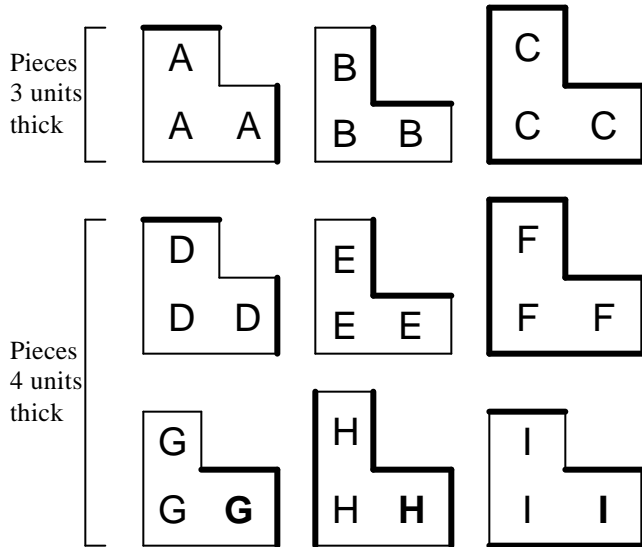 Pieces
3 units
thick
A
A A
B
B B
C
C C
Pieces
4 units
thick
D
D D
E
E E
F
F F
G
G G
H
H H
I
I I